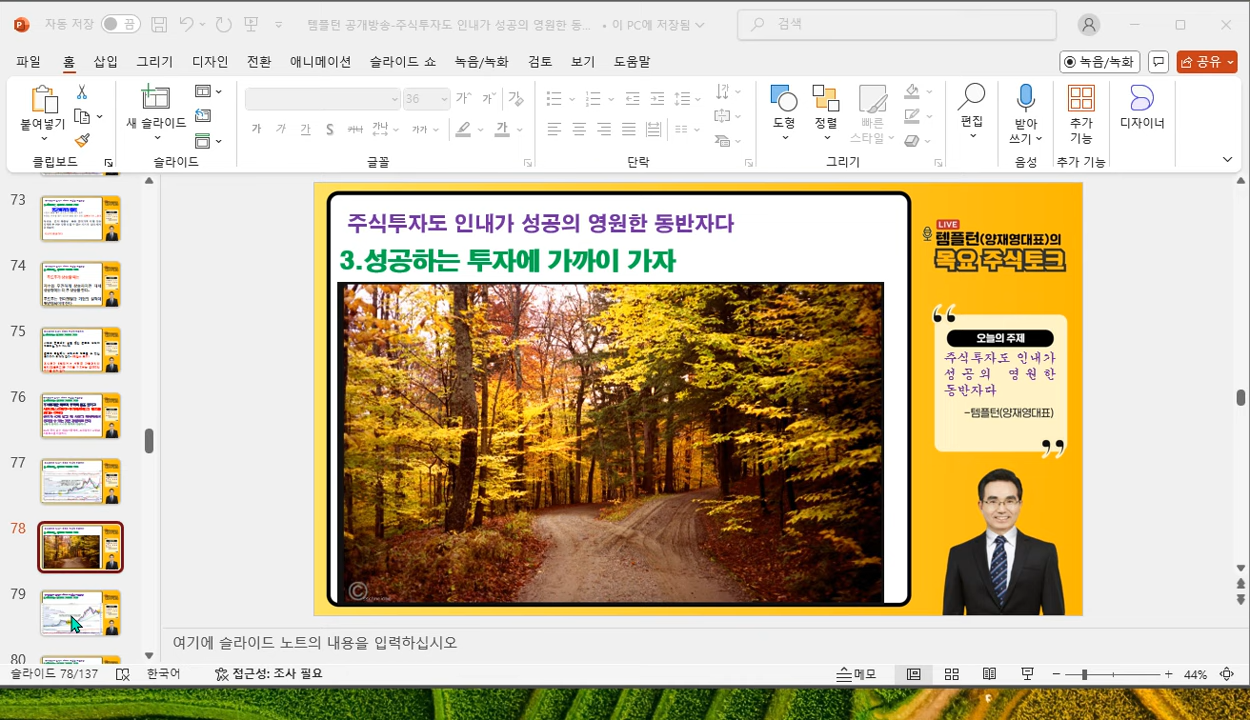 자동 저장 끔
템플턴 공개방송-주식투자도 인내가 성공의 영원한 동... • 이 PC에 저장됨
검색
파일 홈 삽입 그리기 디자인 전환 애니메이션 슬라이드 쇼 녹음/녹화 검토 보기 도움말
녹음/녹화 공유
붙여넣기
새 슬라이드
36
가 가 가 S 가나 가가 가
도형 정렬 빠른 스타일
편집
받아쓰기
추가 기능
디자이너
클립보드 슬라이드 글꼴 단락 그리기 음성 추가 기능
73
74
75
76
77
78
79
80
주식투자도 인내가 성공의 영원한 동반자다
3.성공하는 투자에 가까이 가자
LIVE
템플턴(양재영대표)의
목요 주식토크
오늘의 주제
주식투자도 인내가
성공의 영원한
동반자다
-템플턴(양재영대표)
여기에 슬라이드 노트의 내용을 입력하십시오
슬라이드 78/137 한국어 접근성: 조사 필요 메모 44%